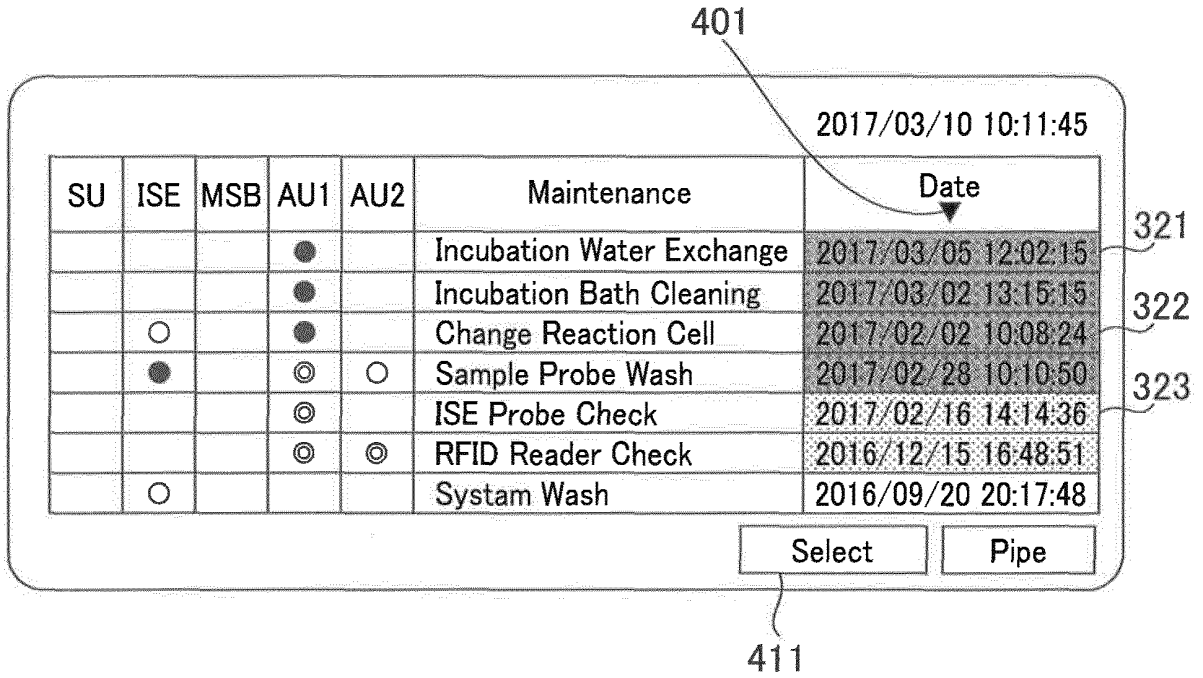 401
2017/03/10 10:11:45
SU ISE MSB AU1 AU2 Maintenance Date
321
● Incubation Water Exchange 2017/03/05 12:02:15
● Incubation Bath Cleaning 2017/03/02 13:15:15
322
○ ● Change Reaction Cell 2017/02/02 10:08:24
● ◎ ○ Sample Probe Wash 2017/02/28 10:10:50
323
◎ ISE Probe Check 2017/02/16 14:14:36
◎ ◎ RFID Reader Check 2016/12/15 16:48:51
○ Systam Wash 2016/09/20 20:17:48
Select Pipe
411